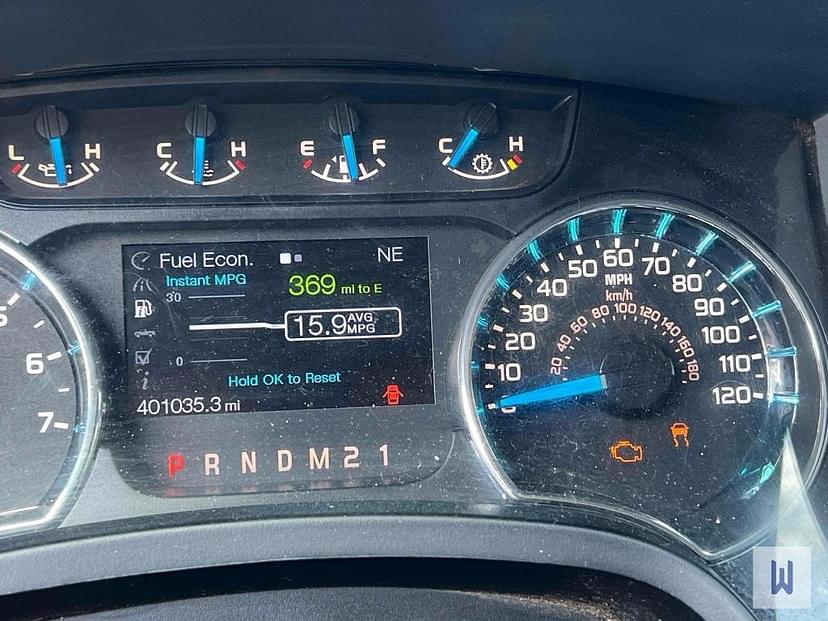 L H C H E F C H
Fuel Econ. NE
Instant MPG
369 mi to E
30
15.9 AVG MPG
0
Hold OK to Reset
401035.3 mi
P R N D M 2 1
5
6
7
10 20 30 40 50 60 70 80 90 100 110 120
MPH
km/h
20 40 60 80 100 120 140 160 180
W